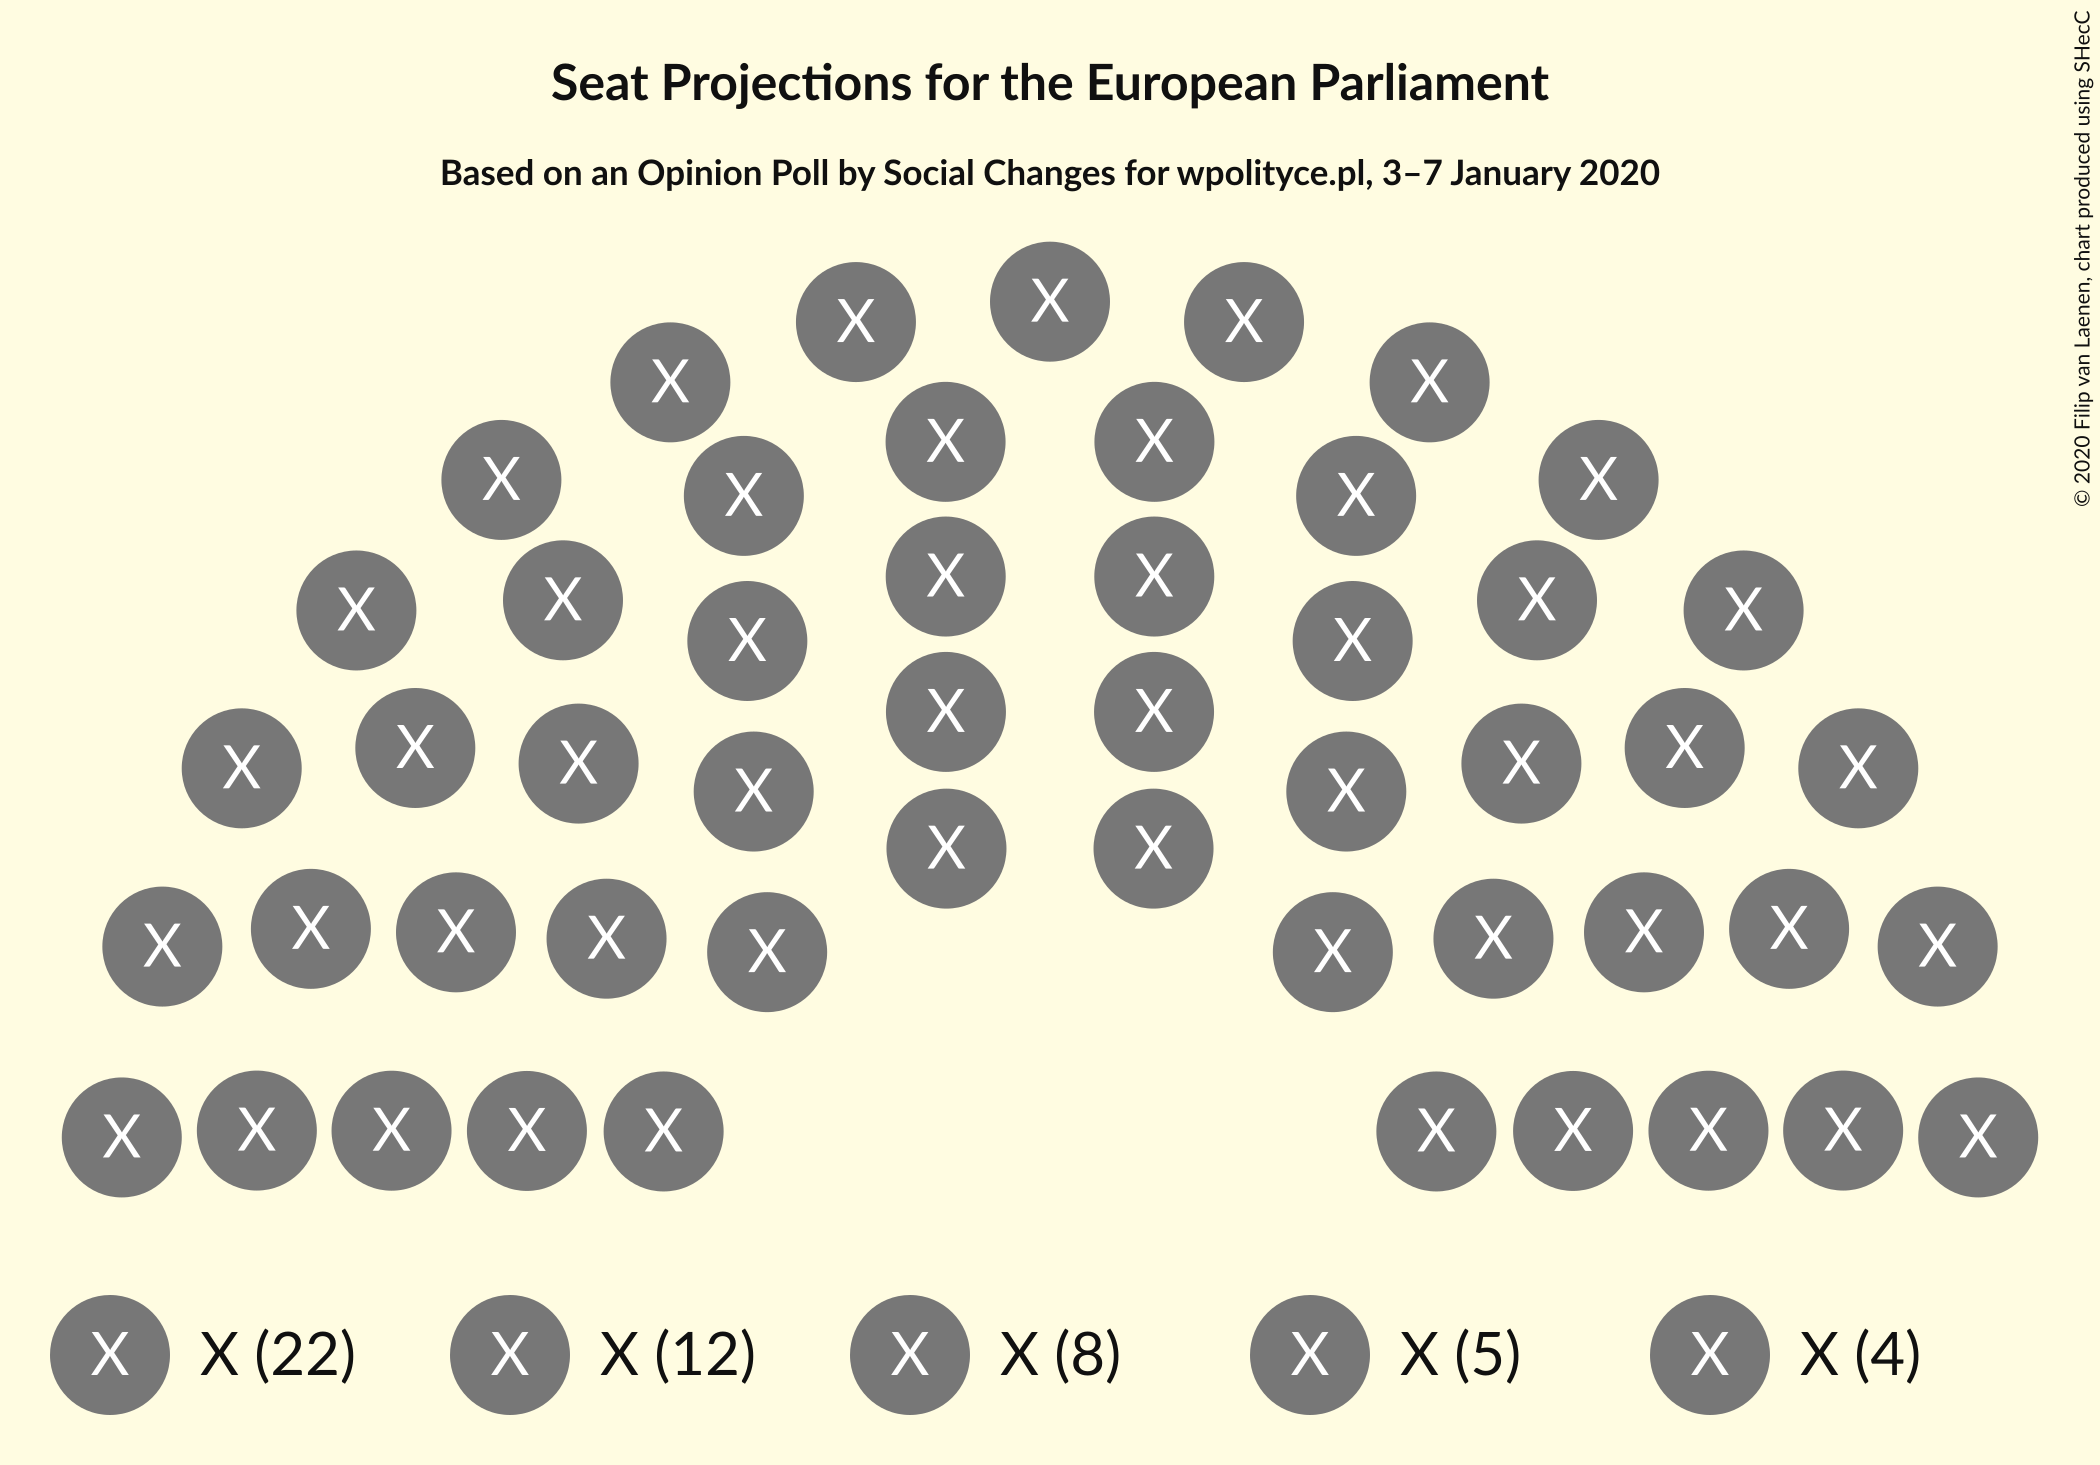 Seat Projections for the European Parliament
Based on an Opinion Poll by Social Changes for wpolityce.pl, 3–7 January 2020
© 2020 Filip van Laenen, chart produced using SHecC
X X X
X X
X X
X X X X
X X X X X X
X X
X X
X X X X X X X X
X X
X X X X X X X X X X
X X X X X X X X X X
X X (22) X X (12) X X (8) X X (5) X X (4)